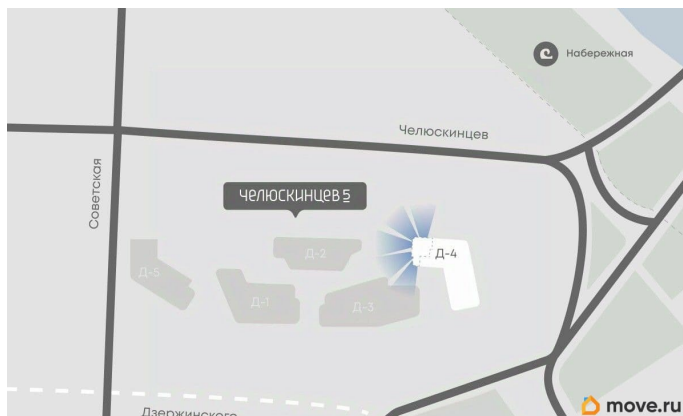 Набережная
Челюскинцев
Советская
ЧЕЛЮСКИНЦЕВ 5
Д-2
Д-4
Д-5
Д-1
Д-3
Дзержинского
move.ru